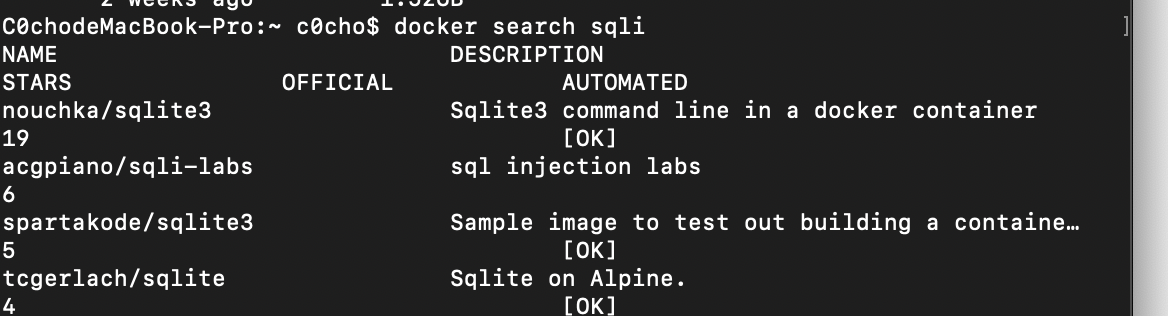 2 weeks ago 1.52GB
C0chodeMacBook-Pro:~ c0cho$ docker search sqli ]
NAME DESCRIPTION
STARS OFFICIAL AUTOMATED
nouchka/sqlite3 Sqlite3 command line in a docker container
19 [OK]
acgpiano/sqli-labs sql injection labs
6
spartakode/sqlite3 Sample image to test out building a containe…
5 [OK]
tcgerlach/sqlite Sqlite on Alpine.
4 [OK]